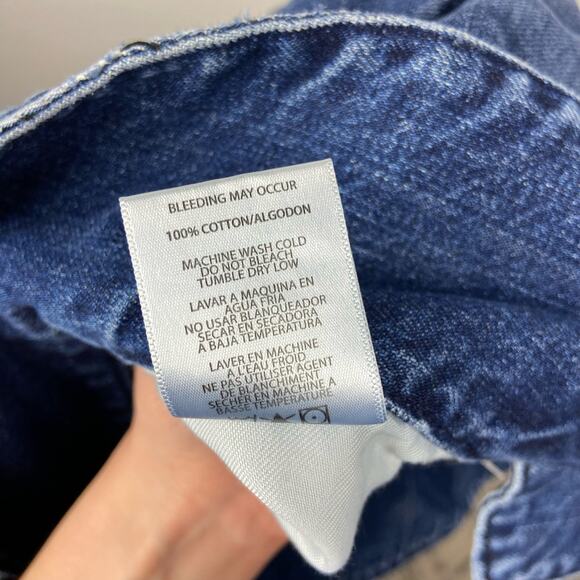 BLEEDING MAY OCCUR
100% COTTON/ALGODON
MACHINE WASH COLD
DO NOT BLEACH
TUMBLE DRY LOW
LAVAR A MAQUINA EN
AGUA FRIA
NO USAR BLANQUEADOR
SECAR EN SECADORA
A BAJA TEMPERATURA
LAVER EN MACHINE
A L'EAU FROID
NE PAS UTILISER AGENT
DE BLANCHIMENT
SECHER EN MACHINE A
BASSE TEMPERATURE